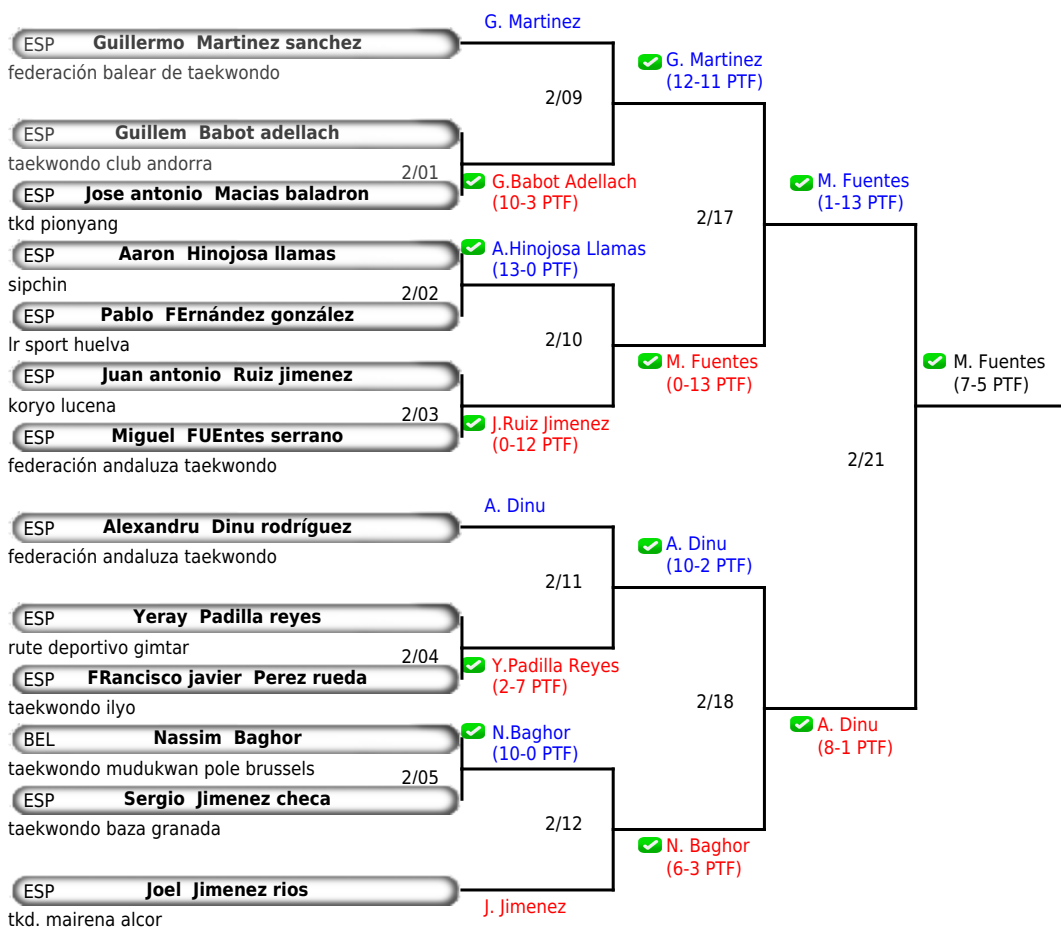 G. Martinez
ESP Guillermo Martinez sanchez
federación balear de taekwondo
G. Martinez
(12-11 PTF)
2/09
ESP Guillem Babot adellach
taekwondo club andorra
2/01
G.Babot Adellach
(10-3 PTF)
ESP Jose antonio Macias baladron
tkd pionyang
M. Fuentes
(1-13 PTF)
2/17
ESP Aaron Hinojosa llamas
sipchin
A.Hinojosa Llamas
(13-0 PTF)
2/02
ESP Pablo FErnández gonzález
lr sport huelva
2/10
M. Fuentes
(0-13 PTF)
M. Fuentes
(7-5 PTF)
ESP Juan antonio Ruiz jimenez
koryo lucena
2/03
J.Ruiz Jimenez
(0-12 PTF)
ESP Miguel FUEntes serrano
federación andaluza taekwondo
2/21
A. Dinu
ESP Alexandru Dinu rodríguez
federación andaluza taekwondo
A. Dinu
(10-2 PTF)
2/11
ESP Yeray Padilla reyes
rute deportivo gimtar
2/04
Y.Padilla Reyes
(2-7 PTF)
ESP FRancisco javier Perez rueda
taekwondo ilyo
2/18
A. Dinu
(8-1 PTF)
BEL Nassim Baghor
taekwondo mudukwan pole brussels
N.Baghor
(10-0 PTF)
2/05
ESP Sergio Jimenez checa
taekwondo baza granada
2/12
N. Baghor
(6-3 PTF)
ESP Joel Jimenez rios
tkd. mairena alcor
J. Jimenez